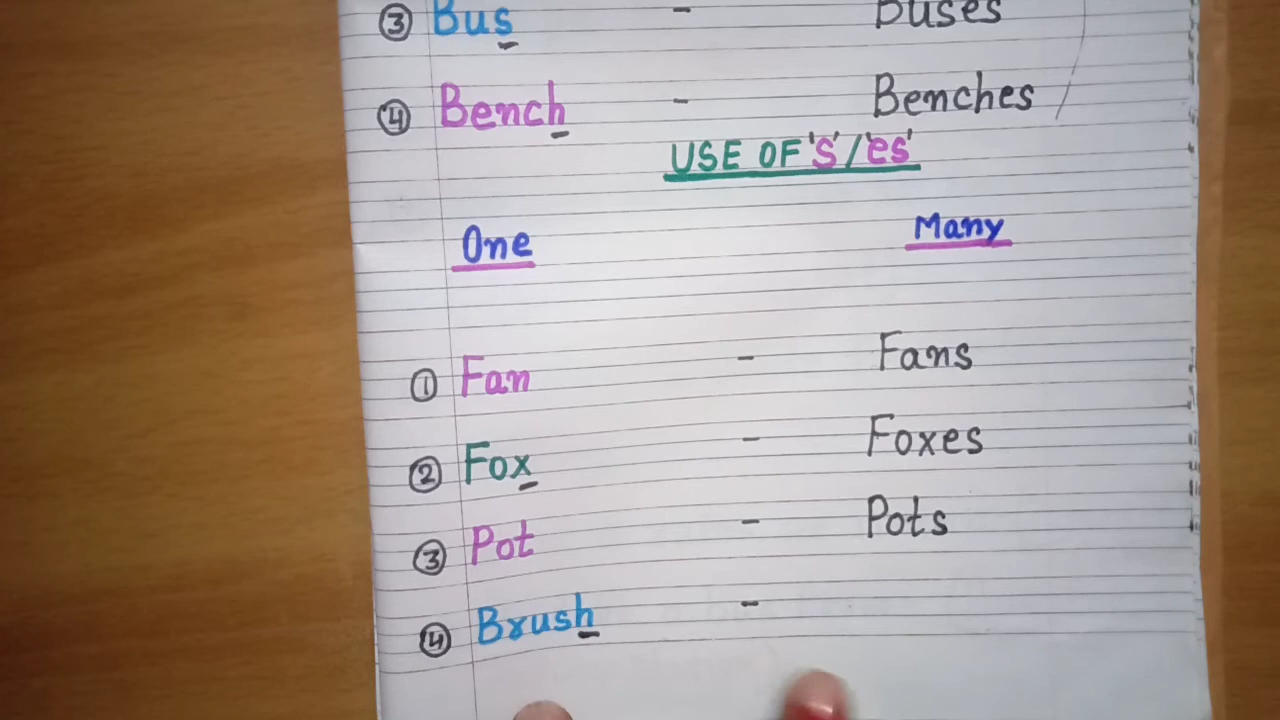 ③ Bus - Buses
④ Bench - Benches
USE OF 's'/'es'
One Many
① Fan - Fans
② Fox - Foxes
③ Pot - Pots
④ Brush -